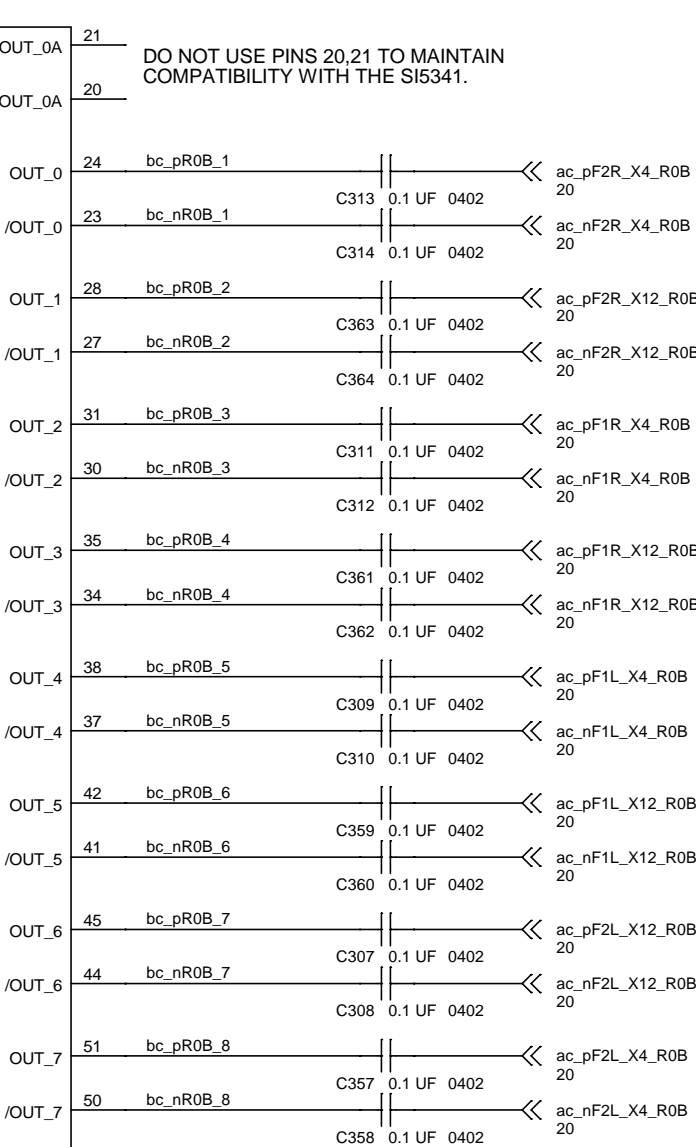 OUT_0A 21
DO NOT USE PINS 20,21 TO MAINTAIN
COMPATIBILITY WITH THE SI5341.
OUT_0A 20
OUT_0 24 bc_pR0B_1 ac_pF2R_X4_R0B
C313 0.1 UF 0402 20
/OUT_0 23 bc_nR0B_1 ac_nF2R_X4_R0B
C314 0.1 UF 0402 20
OUT_1 28 bc_pR0B_2 ac_pF2R_X12_R0B
C363 0.1 UF 0402 20
/OUT_1 27 bc_nR0B_2 ac_nF2R_X12_R0B
C364 0.1 UF 0402 20
OUT_2 31 bc_pR0B_3 ac_pF1R_X4_R0B
C311 0.1 UF 0402 20
/OUT_2 30 bc_nR0B_3 ac_nF1R_X4_R0B
C312 0.1 UF 0402 20
OUT_3 35 bc_pR0B_4 ac_pF1R_X12_R0B
C361 0.1 UF 0402 20
/OUT_3 34 bc_nR0B_4 ac_nF1R_X12_R0B
C362 0.1 UF 0402 20
OUT_4 38 bc_pR0B_5 ac_pF1L_X4_R0B
C309 0.1 UF 0402 20
/OUT_4 37 bc_nR0B_5 ac_nF1L_X4_R0B
C310 0.1 UF 0402 20
OUT_5 42 bc_pR0B_6 ac_pF1L_X12_R0B
C359 0.1 UF 0402 20
/OUT_5 41 bc_nR0B_6 ac_nF1L_X12_R0B
C360 0.1 UF 0402 20
OUT_6 45 bc_pR0B_7 ac_pF2L_X12_R0B
C307 0.1 UF 0402 20
/OUT_6 44 bc_nR0B_7 ac_nF2L_X12_R0B
C308 0.1 UF 0402 20
OUT_7 51 bc_pR0B_8 ac_pF2L_X4_R0B
C357 0.1 UF 0402 20
/OUT_7 50 bc_nR0B_8 ac_nF2L_X4_R0B
C358 0.1 UF 0402 20